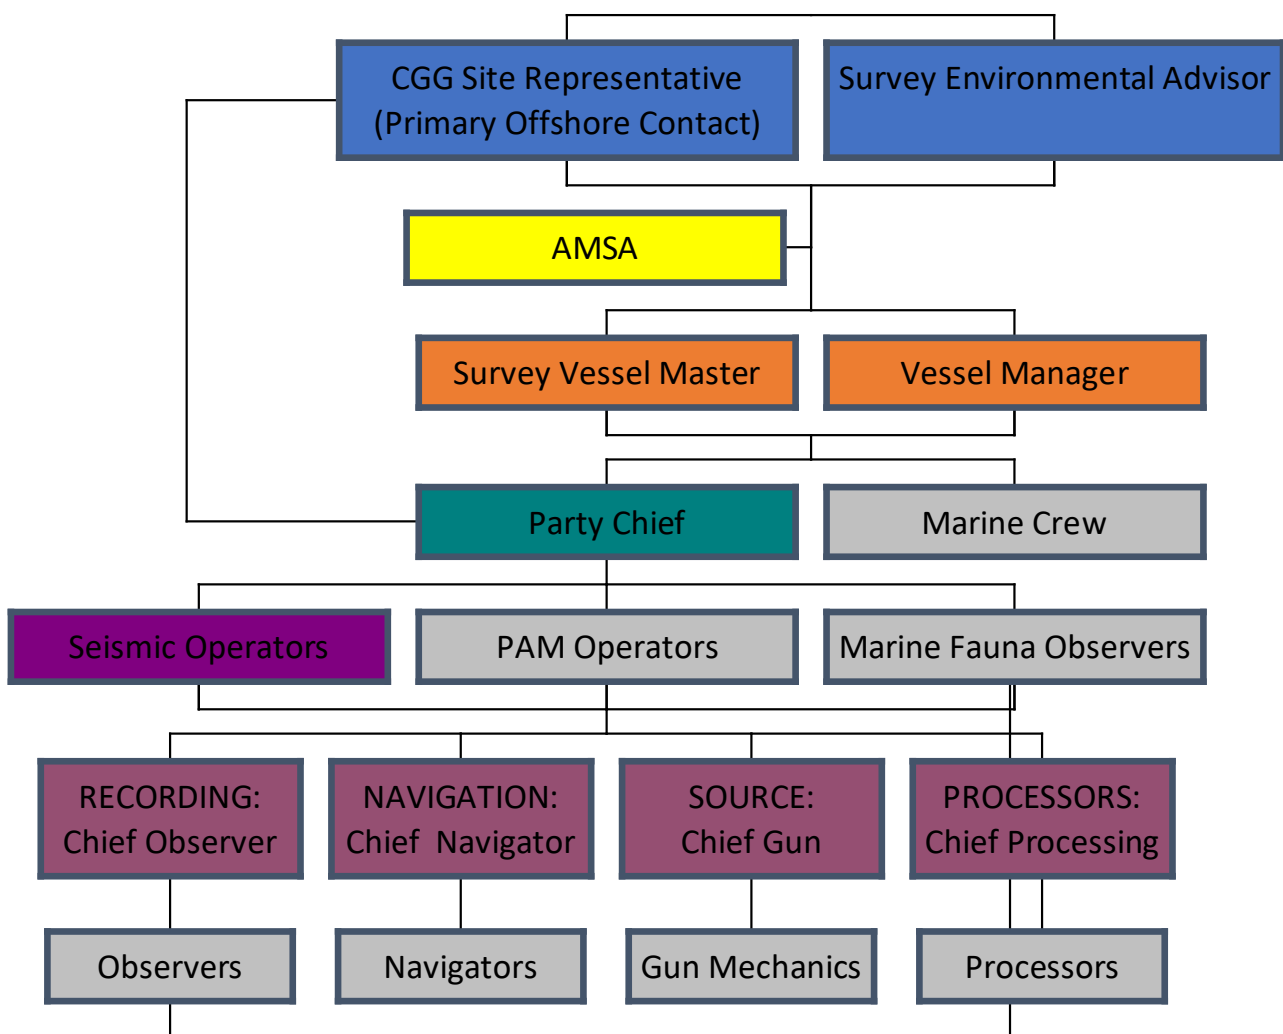 CGG Site Representative
(Primary Offshore Contact)
Survey Environmental Advisor
AMSA
Survey Vessel Master
Vessel Manager
Party Chief
Marine Crew
Seismic Operators
PAM Operators
Marine Fauna Observers
RECORDING:
Chief Observer
NAVIGATION:
Chief  Navigator
SOURCE:
Chief Gun
PROCESSORS:
Chief Processing
Observers
Navigators
Gun Mechanics
Processors